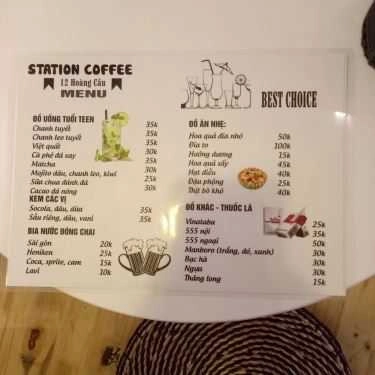 STATION COFFEE
12 Hoàng Cầu
MENU
BEST CHOICE
ĐỒ UỐNG TUỔI TEEN
Chanh tuyết 35k
Chanh leo tuyết 35k
Việt quất
Cà phê đá xay
Matcha 35k
Mojito dâu, chanh leo, kiwi 30k
Sữa chua đánh đá 25k
Cacao đá nóng 30k
KEM CÁC VỊ
Socola, dâu, dừa 35k
Sầu riêng, dâu, vani 35k
BIA NƯỚC ĐÓNG CHAI
Sài gòn 20k
Heniken 25k
Coca, sprite, cam 15k
Lavi 10k
ĐỒ ĂN NHẸ:
Hoa quả đĩa nhỏ 50k
Đĩa to 100k
Hướng dương 15k
Hoa quả sấy 45k
Hạt điều 40k
Đậu phộng 25k
Thịt bò khô 40k
ĐỒ KHÁC - THUỐC LÁ
Vinataba 25k
555 nội 35k
555 ngoại 50k
Manboro (trắng, đỏ, xanh) 30k
Bạc hà 30k
Ngựa 30k
Thăng long 15k